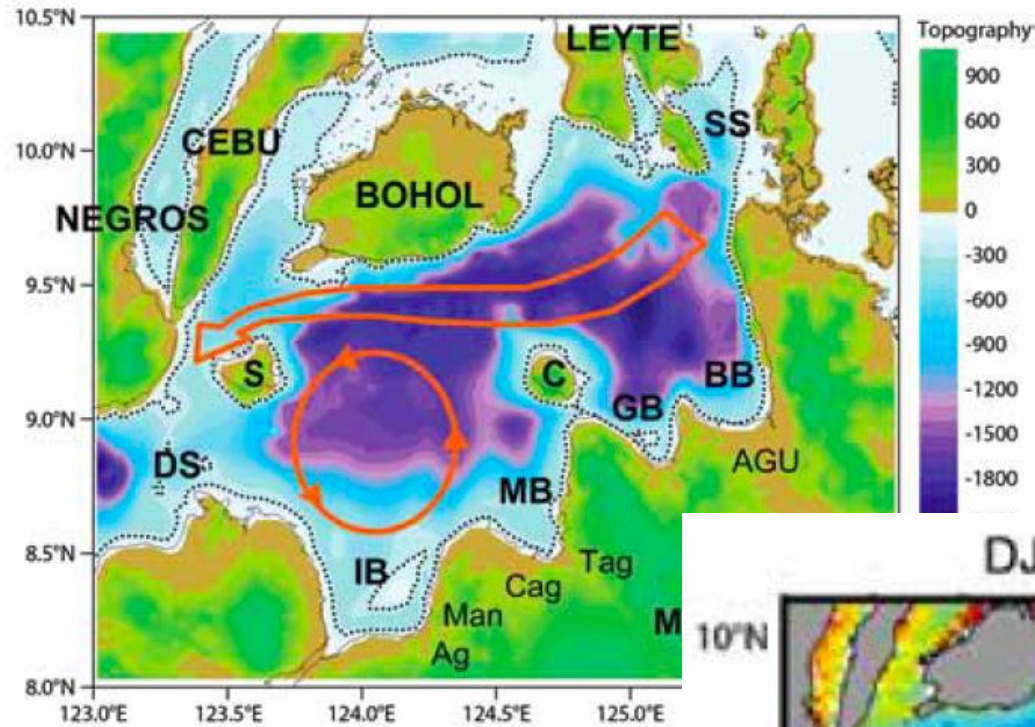 10.5°N
LEYTE
Topography
900
CEBU
SS
600
10.0°N
300
BOHOL
0
NEGROS
-300
9.5°N
-600
-900
S
C
BB
-1200
GB
9.0°N
-1500
DS
AGU
-1800
MB
8.5°N
IB
Tag
Cag
DJ
Man
M
10°N
Ag
8.0°N
123.0°E
123.5°E
124.0°E
124.5°E
125.0°E